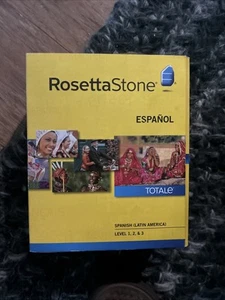 RosettaStone
ESPAÑOL
TOTALe
SPANISH (LATIN AMERICA)
LEVEL 1, 2, & 3